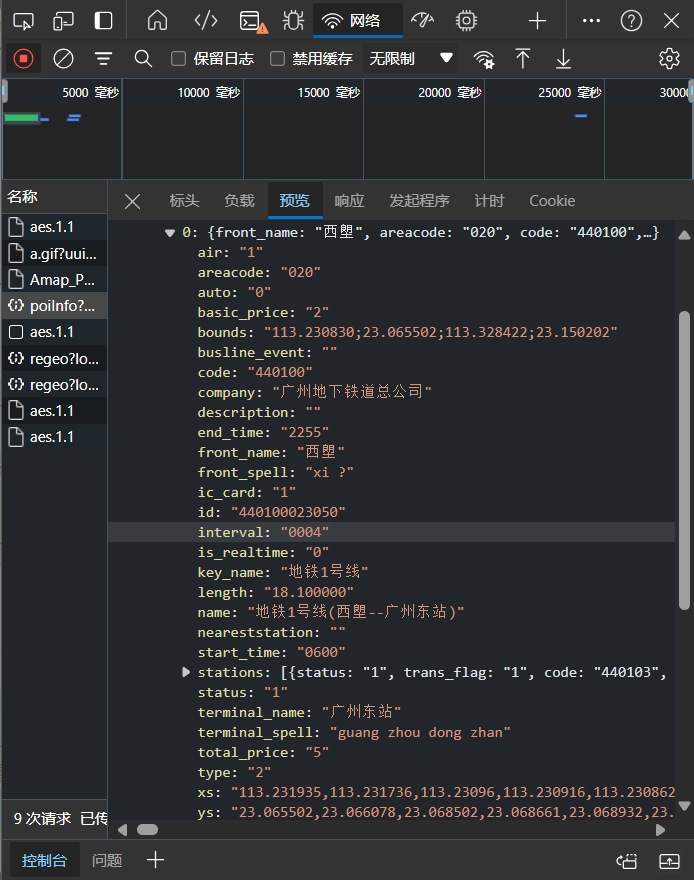 网络
保留日志 禁用缓存 无限制
5000 毫秒 10000 毫秒 15000 毫秒 20000 毫秒 25000 毫秒 30000
名称
标头 负载 预览 响应 发起程序 计时 Cookie
aes.1.1
a.gif?uui...
Amap_P...
poiInfo?...
aes.1.1
regeo?lo...
regeo?lo...
aes.1.1
aes.1.1
0: {front_name: "西塱", areacode: "020", code: "440100",…}
air: "1"
areacode: "020"
auto: "0"
basic_price: "2"
bounds: "113.230830;23.065502;113.328422;23.150202"
busline_event: ""
code: "440100"
company: "广州地下铁道总公司"
description: ""
end_time: "2255"
front_name: "西塱"
front_spell: "xi ?"
ic_card: "1"
id: "440100023050"
interval: "0004"
is_realtime: "0"
key_name: "地铁1号线"
length: "18.100000"
name: "地铁1号线(西塱--广州东站)"
neareststation: ""
start_time: "0600"
stations: [{status: "1", trans_flag: "1", code: "440103",
status: "1"
terminal_name: "广州东站"
terminal_spell: "guang zhou dong zhan"
total_price: "5"
type: "2"
xs: "113.231935,113.231736,113.23096,113.230916,113.230862
ys: "23.065502,23.066078,23.068502,23.068661,23.068932,23.
9 次请求 已传
控制台 问题